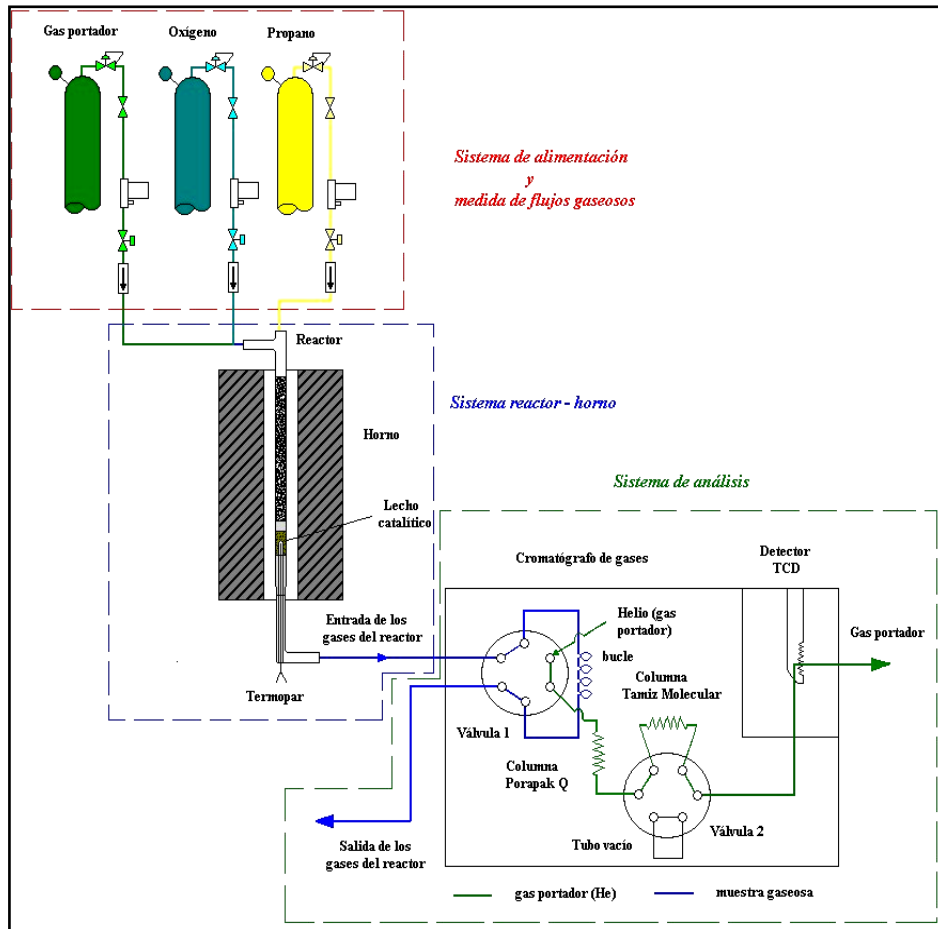 Gas portador
Oxígeno
Propano
Sistema de alimentación
y
medida de flujos gaseosos
Reactor
Sistema reactor - horno
Horno
Lecho
catalítico
Sistema de análisis
Cromatógrafo de gases
Detector
TCD
Entrada de los
gases del reactor
Helio (gas
portador)
Gas portador
bucle
Columna
Tamiz Molecular
Termopar
Válvula 1
Columna
Porapak Q
Válvula 2
Tubo vacío
Salida de los
gases del reactor
gas portador (He)
muestra gaseosa